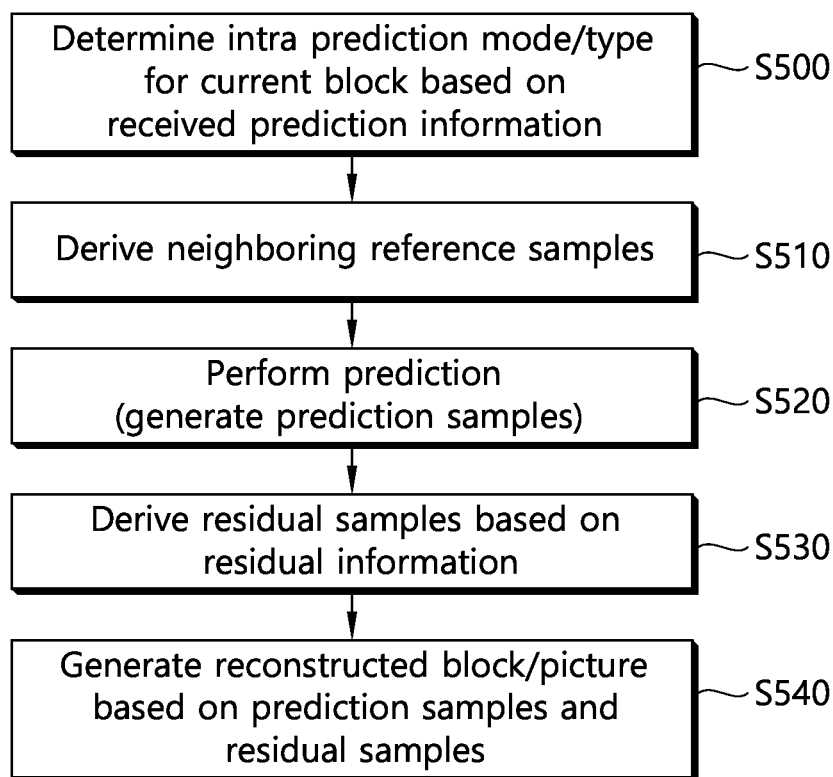 Determine intra prediction mode/type
for current block based on
received prediction information
S500
Derive neighboring reference samples
S510
Perform prediction
(generate prediction samples)
S520
Derive residual samples based on
residual information
S530
Generate reconstructed block/picture
based on prediction samples and
residual samples
S540